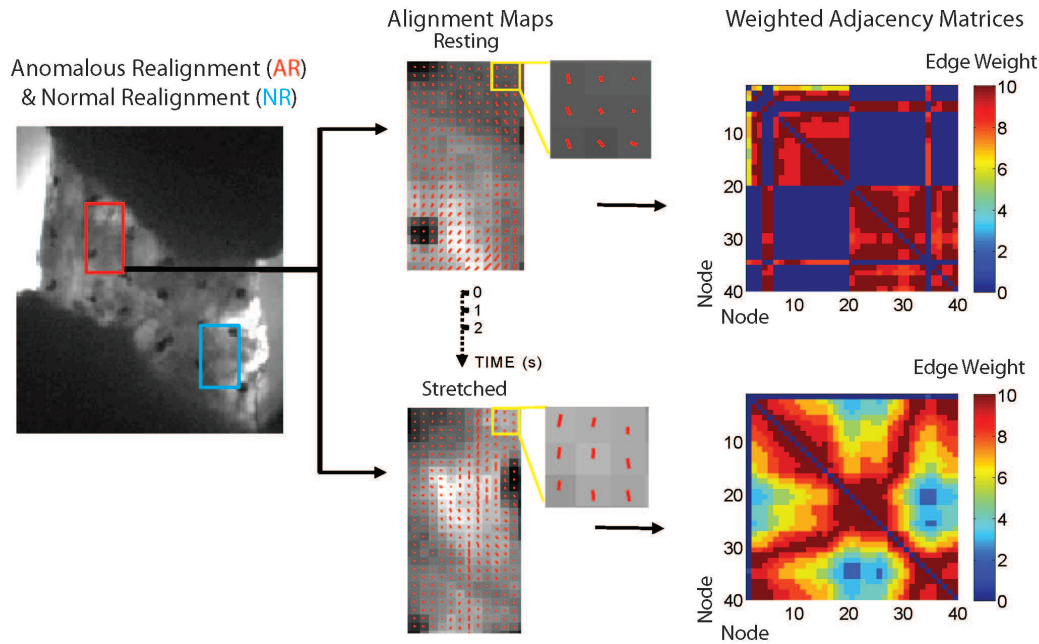 Anomalous Realignment (AR)
& Normal Realignment (NR)
Alignment Maps
Resting
0
1
2
TIME (s)
Stretched
Weighted Adjacency Matrices
Edge Weight
10
20
30
40
Node
10 20 30 40
Node
10
8
6
4
2
0
Edge Weight
10
20
30
40
Node
10 20 30 40
Node
10
8
6
4
2
0